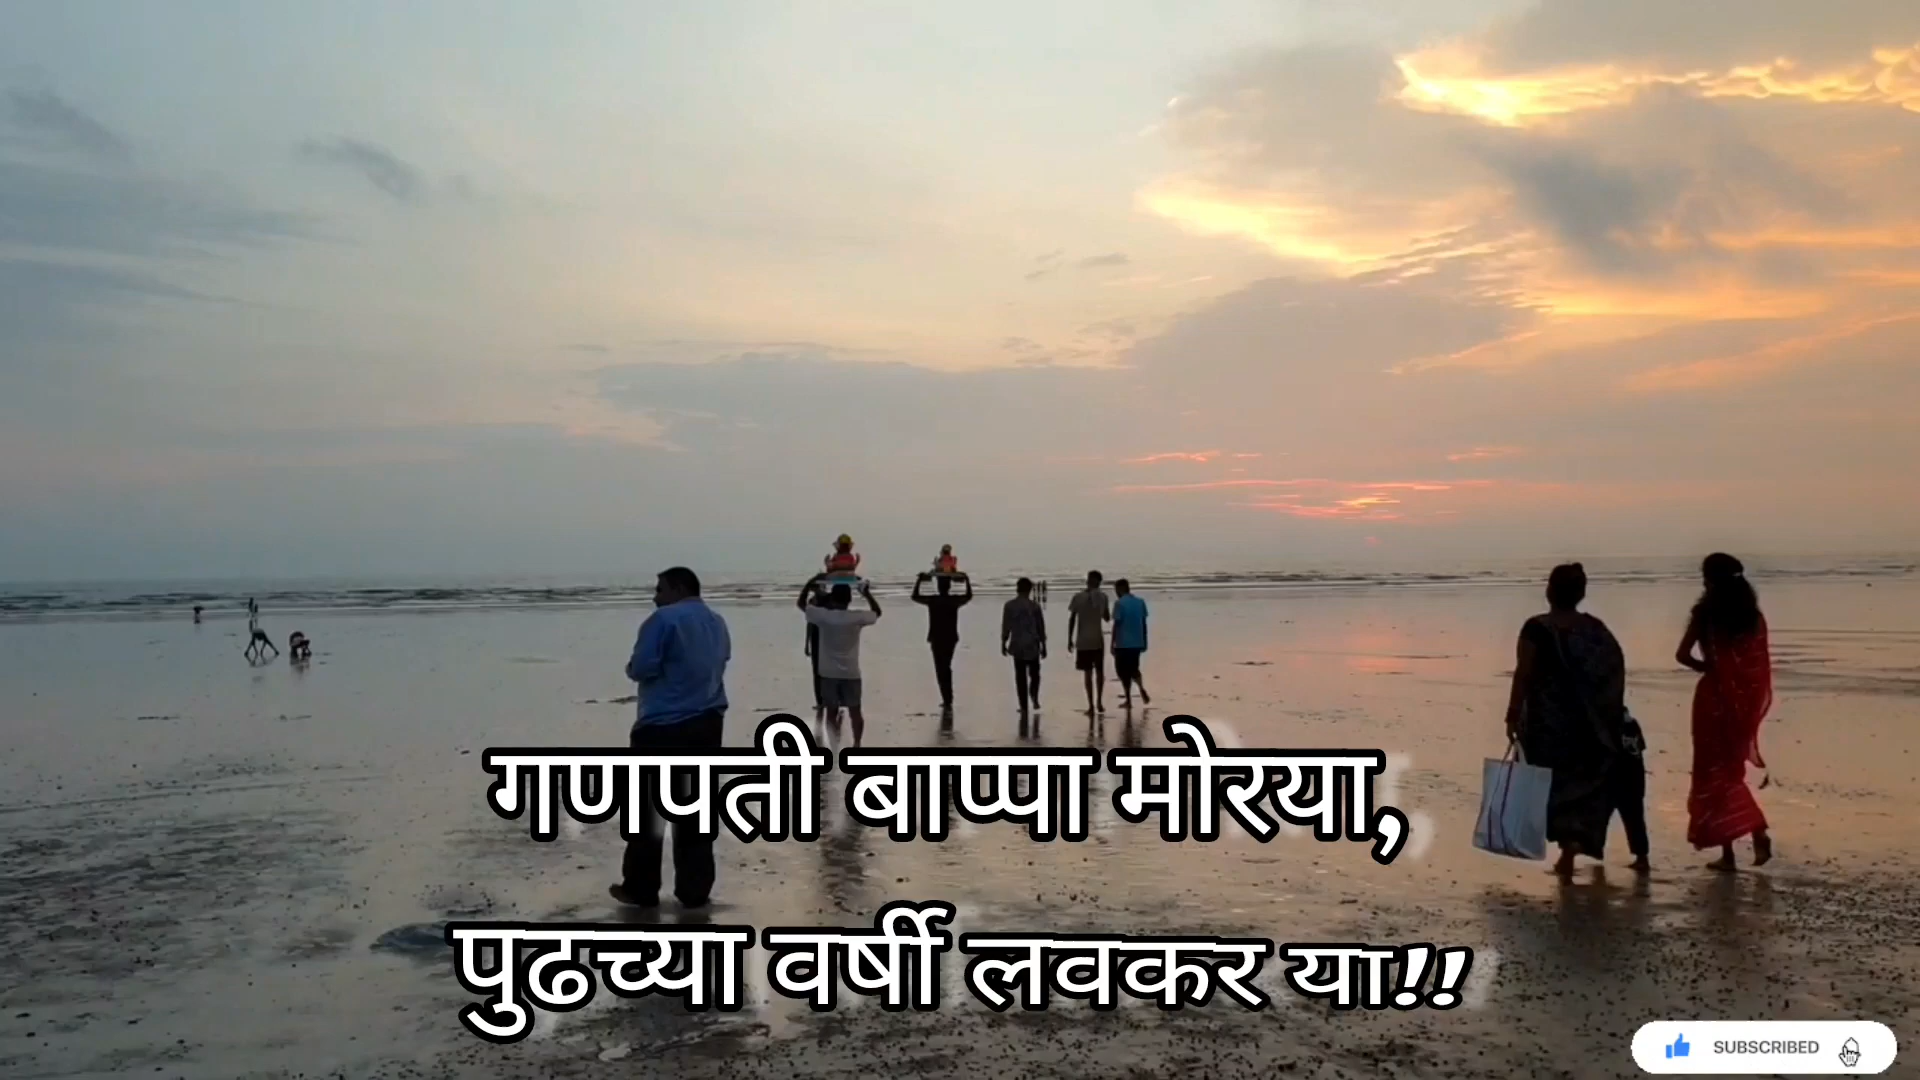 गणपती बाप्पा मोरया,
पुढच्या वर्षी लवकर या!!
SUBSCRIBED